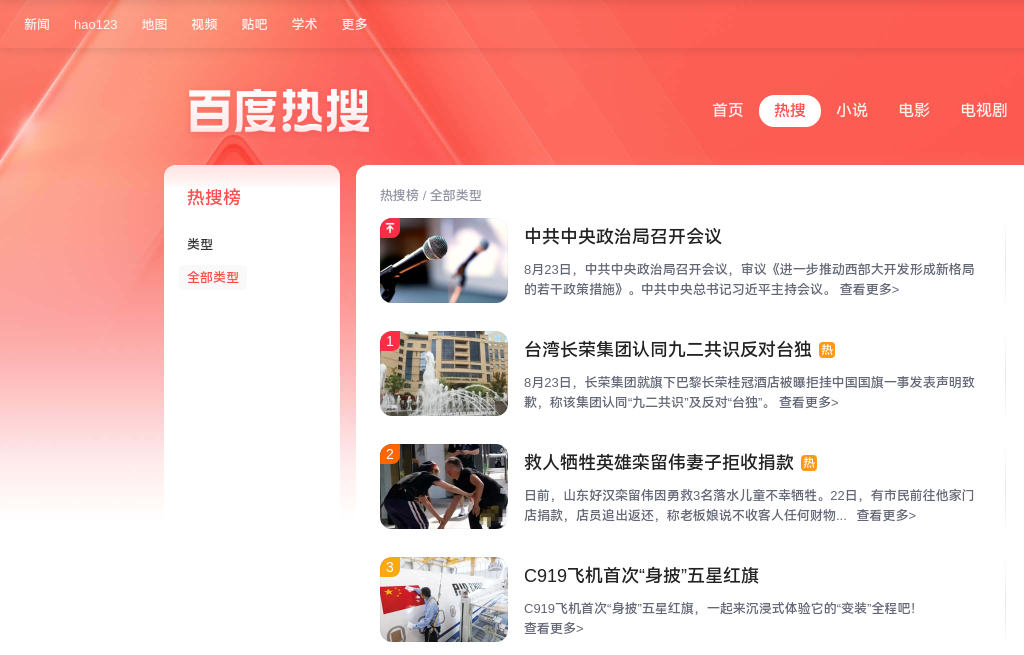 新闻 hao123 地图 视频 贴吧 学术 更多
百度热搜
首页 热搜 小说 电影 电视剧
热搜榜
类型
全部类型
热搜榜 / 全部类型
中共中央政治局召开会议
8月23日，中共中央政治局召开会议，审议《进一步推动西部大开发形成新格局
的若干政策措施》。中共中央总书记习近平主持会议。 查看更多>
1
台湾长荣集团认同九二共识反对台独 热
8月23日，长荣集团就旗下巴黎长荣桂冠酒店被曝拒挂中国国旗一事发表声明致
歉，称该集团认同“九二共识”及反对“台独”。 查看更多>
2
救人牺牲英雄栾留伟妻子拒收捐款 热
日前，山东好汉栾留伟因勇救3名落水儿童不幸牺牲。22日，有市民前往他家门
店捐款，店员追出返还，称老板娘说不收客人任何财物... 查看更多>
3
C919飞机首次“身披”五星红旗
C919飞机首次“身披”五星红旗，一起来沉浸式体验它的“变装”全程吧！
查看更多>